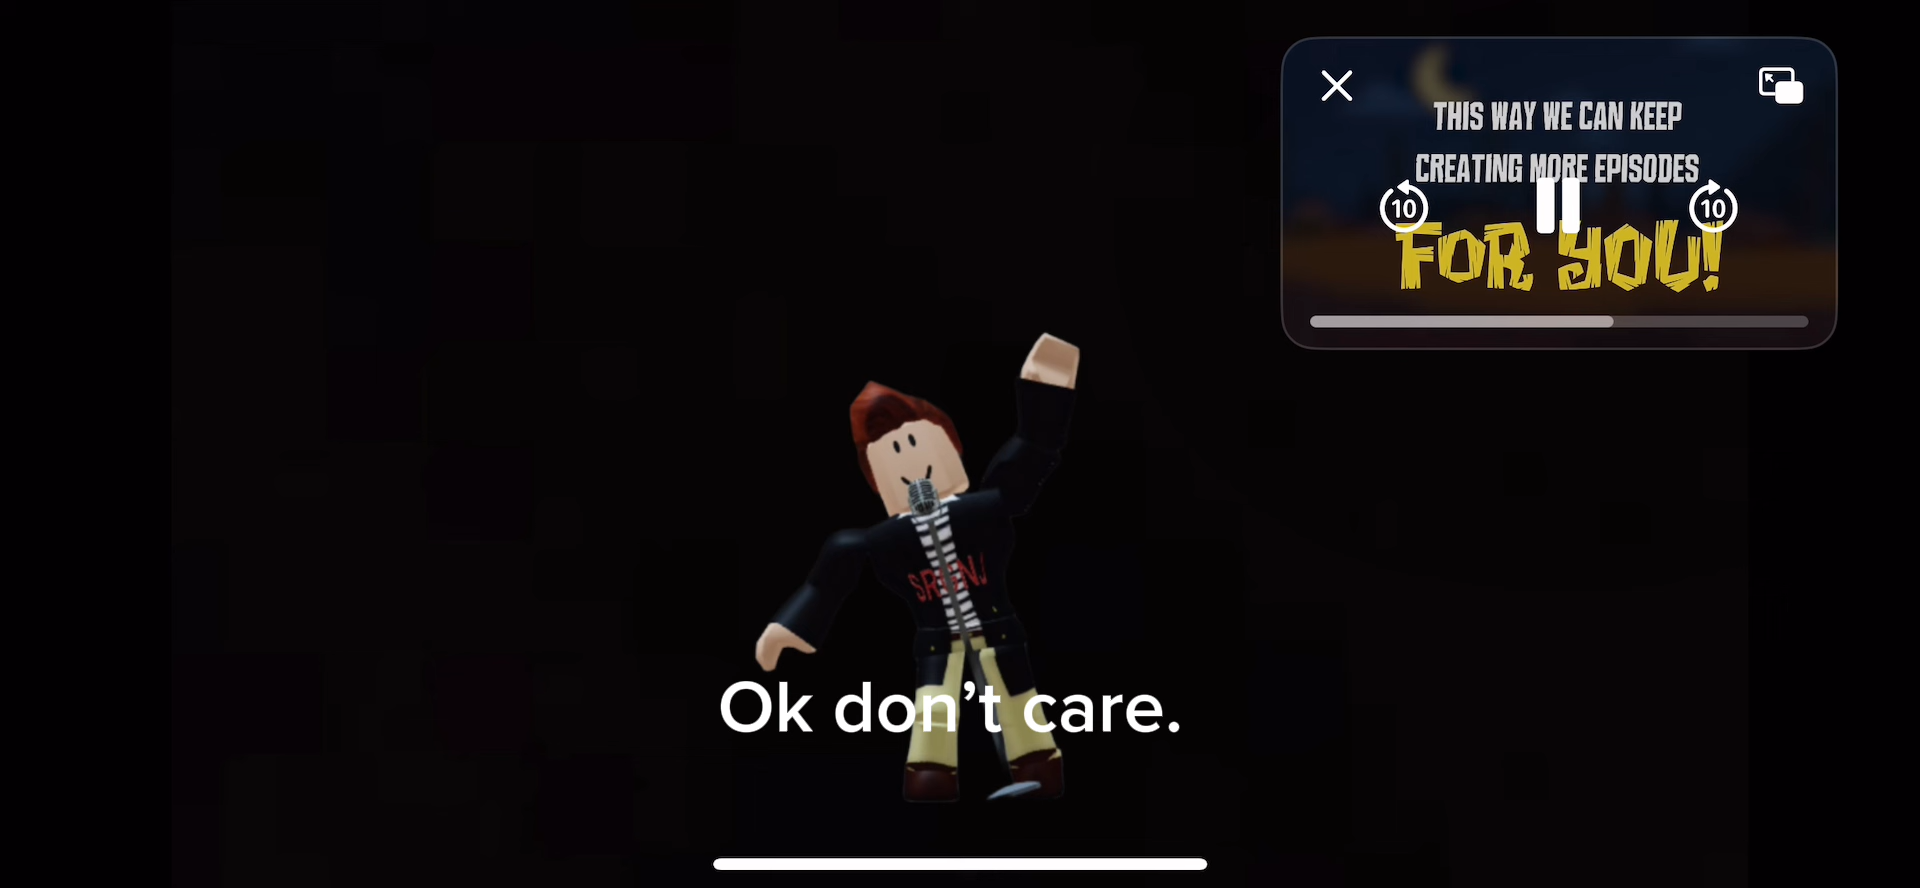 THIS WAY WE CAN KEEP
CREATING MORE EPISODES
10
10
FOR YOU!
Ok don’t care.